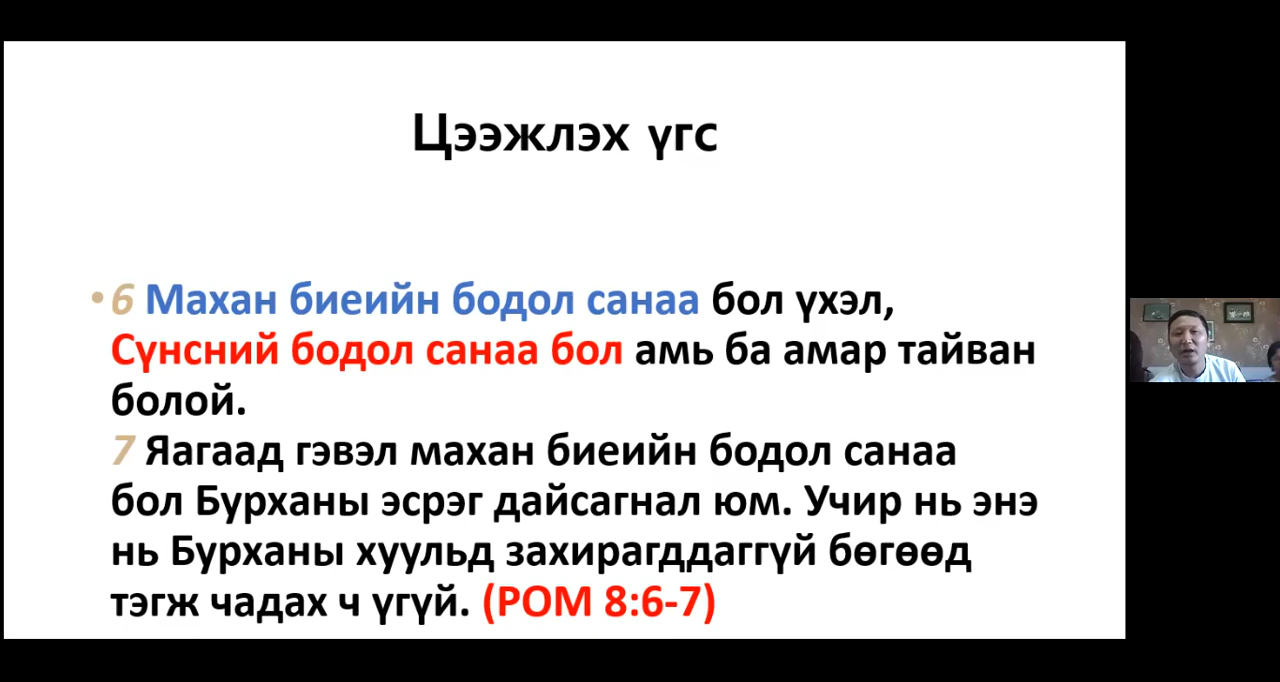 Цээжлэх үгс
• 6 Махан биеийн бодол санаа бол үхэл,
Сүнсний бодол санаа бол амь ба амар тайван
болой.
7 Яагаад гэвэл махан биеийн бодол санаа
бол Бурханы эсрэг дайсагнал юм. Учир нь энэ
нь Бурханы хуульд захирагддаггүй бөгөөд
тэгж чадах ч үгүй. (РОМ 8:6-7)